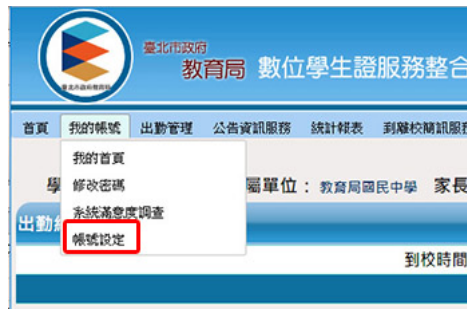 臺北市政府
教育局 數位學生證服務整合
首頁 我的帳號 出勤管理 公告資訊服務 統計報表 到離校簡訊服務
我的首頁
學 屬單位：教育局國民中學 家長
修改密碼
系統滿意度調查
出勤
帳號設定
到校時間